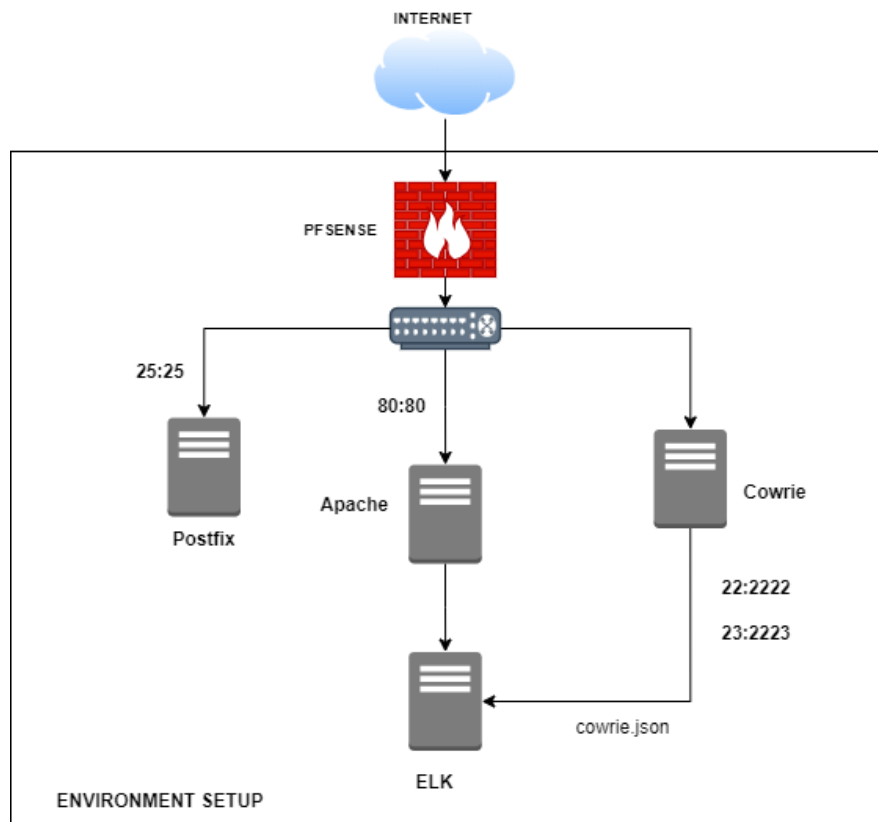 INTERNET
PFSENSE
25:25
80:80
Postfix
Apache
Cowrie
22:2222
23:2223
cowrie.json
ELK
ENVIRONMENT SETUP